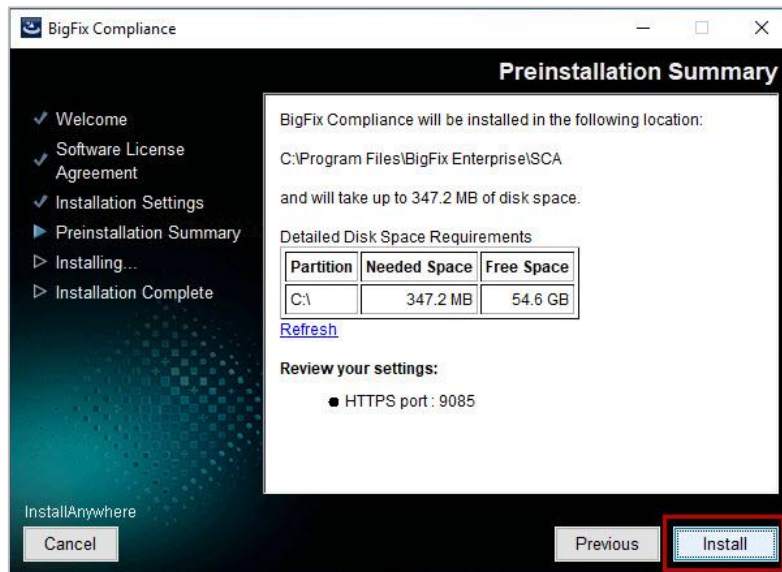 BigFix Compliance
Preinstallation Summary
Welcome
Software License
Agreement
Installation Settings
Preinstallation Summary
Installing...
Installation Complete
BigFix Compliance will be installed in the following location:
C:\Program Files\BigFix Enterprise\SCA
and will take up to 347.2 MB of disk space.
Detailed Disk Space Requirements
Partition Needed Space Free Space
C:\ 347.2 MB 54.6 GB
Refresh
Review your settings:
HTTPS port : 9085
InstallAnywhere
Cancel Previous Install